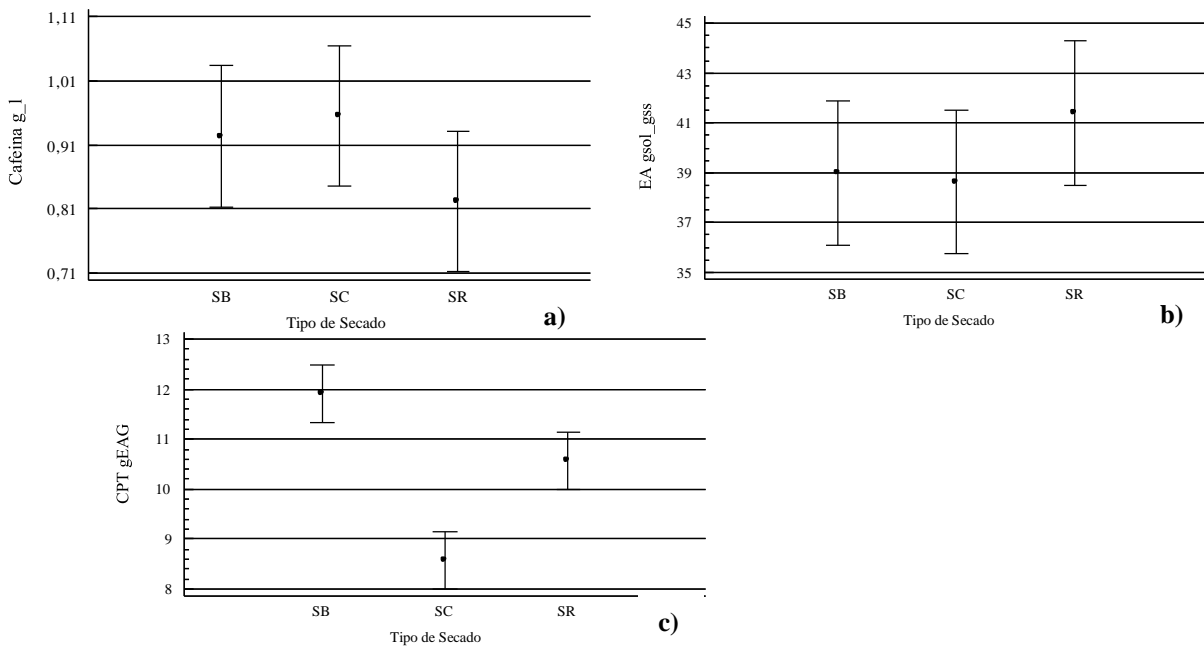 1,11
1,01
0,91
0,81
0,71
Cafeina g_l
SB SC SR
Tipo de Secado
a)
45
43
41
39
37
35
EA gsol_gss
SB SC SR
Tipo de Secado
b)
13
12
11
10
9
8
CPT gEAG
SB SC SR
Tipo de Secado
c)